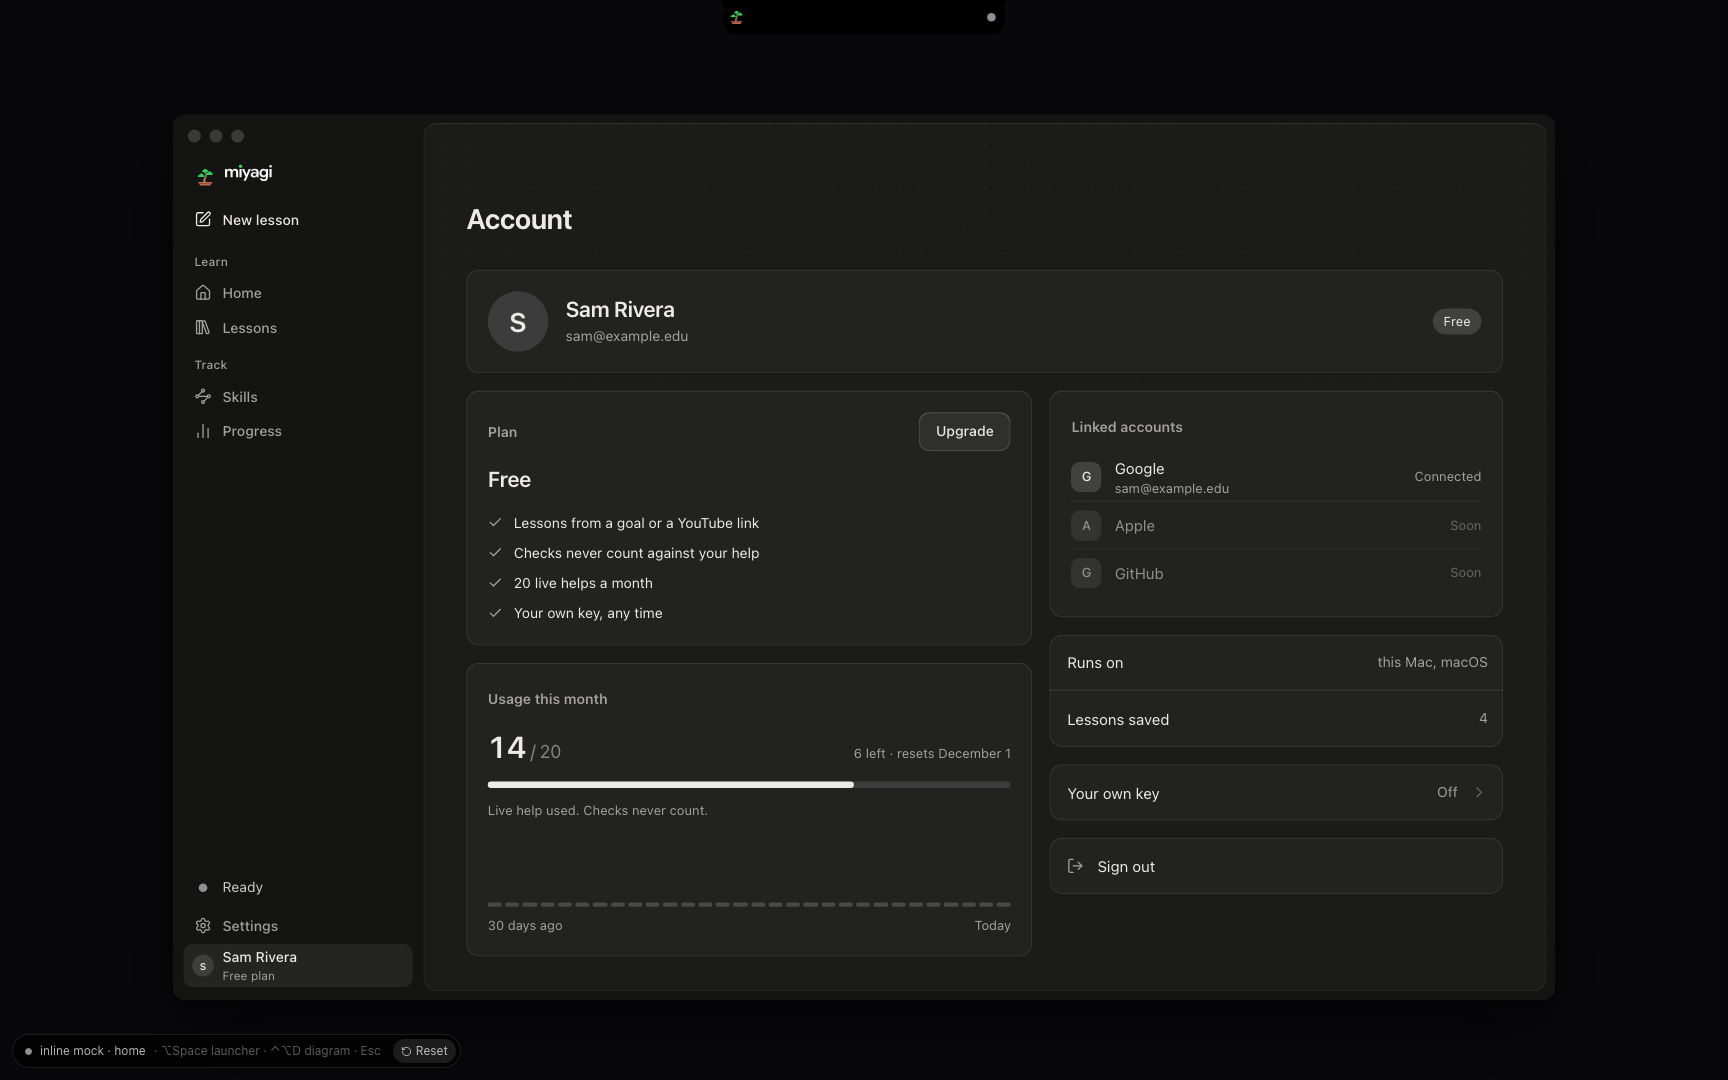 miyagi
New lesson
Learn
Home
Lessons
Track
Skills
Progress
Ready
Settings
S
Sam Rivera
Free plan
Account
S
Sam Rivera
sam@example.edu
Free
Plan
Upgrade
Free
Lessons from a goal or a YouTube link
Checks never count against your help
20 live helps a month
Your own key, any time
Usage this month
14 / 20
6 left · resets December 1
Live help used. Checks never count.
30 days ago
Today
Linked accounts
G
Google
sam@example.edu
Connected
A
Apple
Soon
G
GitHub
Soon
Runs on
this Mac, macOS
Lessons saved
4
Your own key
Off
Sign out
inline mock · home · ⌥Space launcher · ^⌥D diagram · Esc
Reset